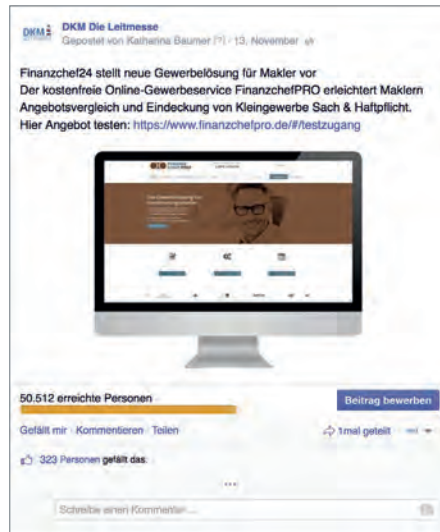 DKM
DKM Die Leitmesse
Gepostet von Katharina Baumer [?] · 13. November
Finanzchef24 stellt neue Gewerbelösung für Makler vor
Der kostenfreie Online-Gewerbeservice FinanzchefPRO erleichtert Maklern
Angebotsvergleich und Eindeckung von Kleingewerbe Sach & Haftpflicht.
Hier Angebot testen: https://www.finanzchefpro.de/#/testzugang
50.512 erreichte Personen
Beitrag bewerben
Gefällt mir · Kommentieren · Teilen
1mal geteilt
323 Personen gefällt das.
Schreibe einen Kommentar...